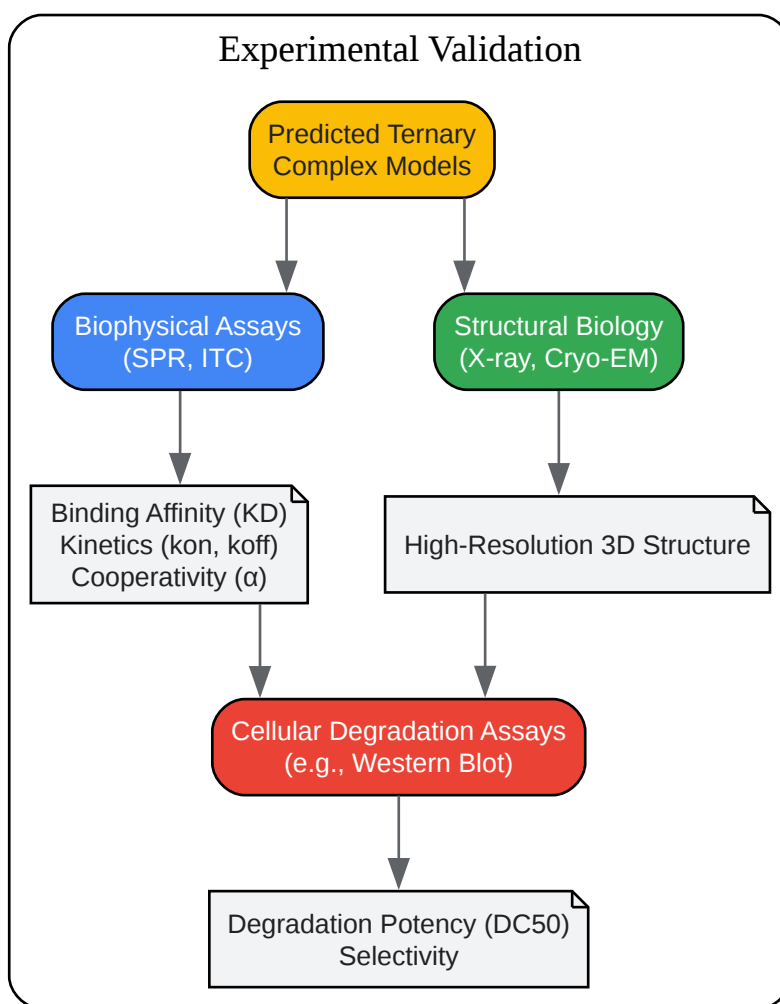 Experimental Validation
Predicted Ternary
Complex Models
Biophysical Assays
(SPR, ITC)
Structural Biology
(X-ray, Cryo-EM)
Binding Affinity (KD)
Kinetics (kon, koff)
Cooperativity (α)
High-Resolution 3D Structure
Cellular Degradation Assays
(e.g., Western Blot)
Degradation Potency (DC50)
Selectivity